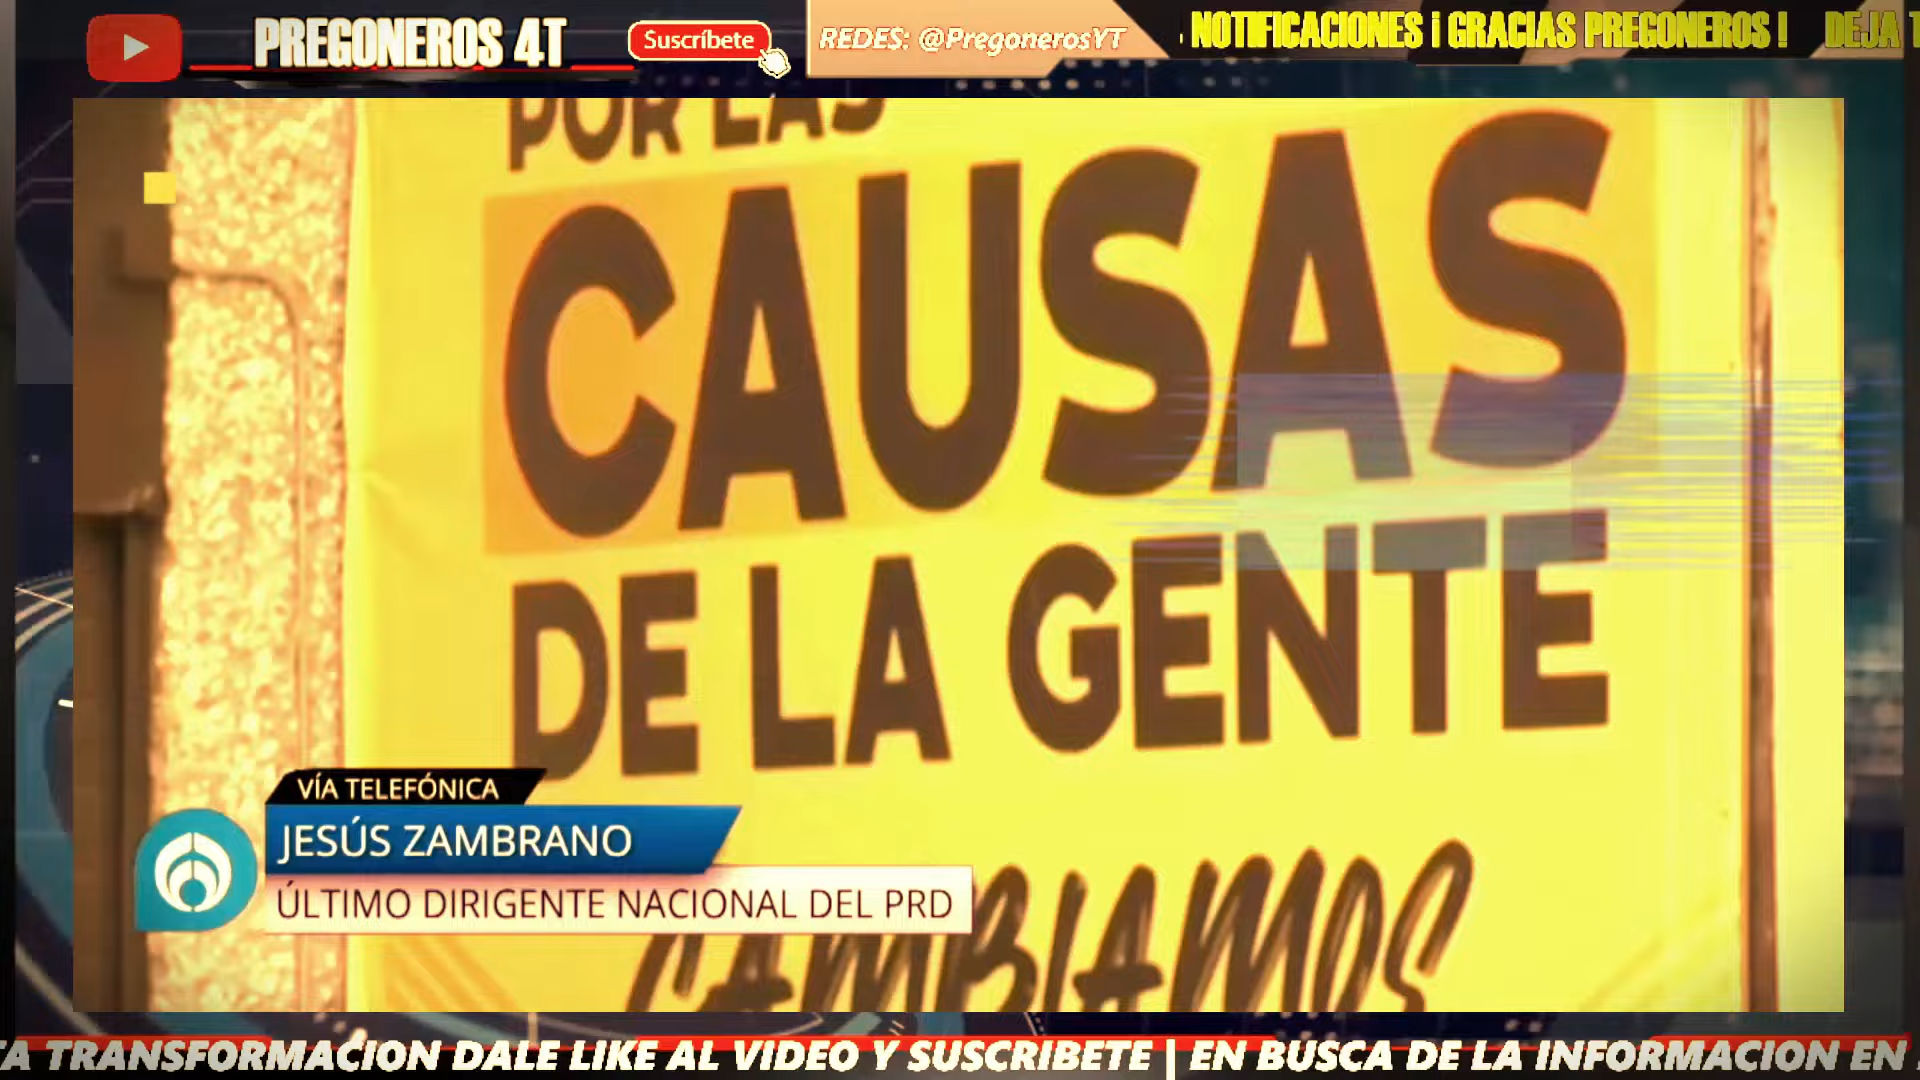 PREGONEROS 4T
Suscríbete
REDES: @PregonerosYT
NOTIFICACIONES ¡ GRACIAS PREGONEROS ! DEJA
POR LAS
CAUSAS
DE LA GENTE
CAMBIAMOS
VÍA TELEFÓNICA
JESÚS ZAMBRANO
ÚLTIMO DIRIGENTE NACIONAL DEL PRD
TRANSFORMACION DALE LIKE AL VIDEO Y SUSCRIBETE | EN BUSCA DE LA INFORMACION EN